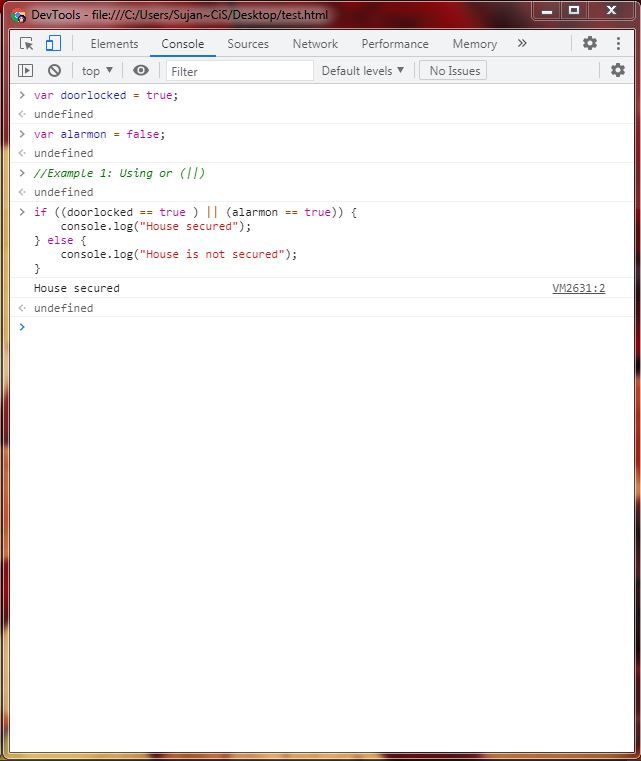 DevTools - file:///C:/Users/Sujan~CiS/Desktop/test.html
Elements Console Sources Network Performance Memory »
top ▼ Filter Default levels ▼ No Issues
> var doorlocked = true;
undefined
> var alarmon = false;
undefined
> //Example 1: Using or (||)
undefined
> if ((doorlocked == true ) || (alarmon == true)) {
    console.log("House secured");
} else {
    console.log("House is not secured");
}
House secured VM2631:2
undefined
>